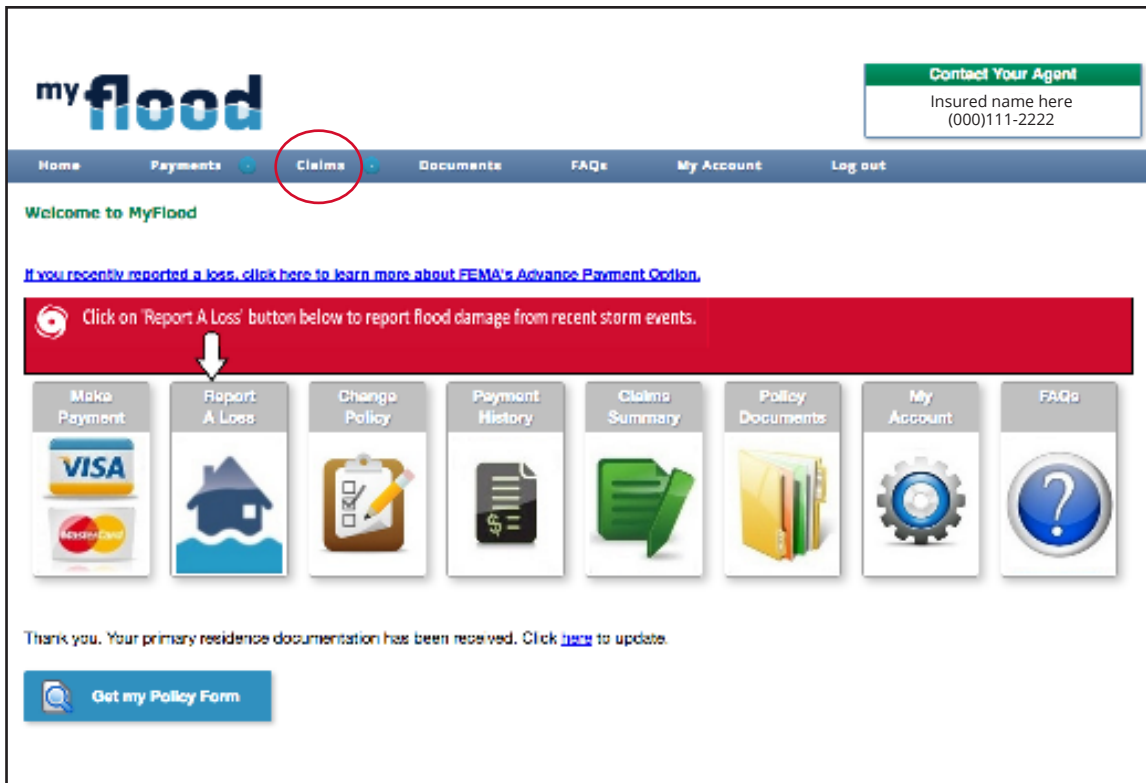 my flood
Contact Your Agent
Insured name here
(000)111-2222
Home Payments Claims Documents FAQs My Account Log out
Welcome to MyFlood
If you recently reported a loss, click here to learn more about FEMA's Advance Payment Option.
Click on 'Report A Loss' button below to report flood damage from recent storm events.
Make
Payment
VISA
MasterCard
Report
A Loss
Change
Policy
Payment
History
$
Claims
Summary
Policy
Documents
My
Account
FAQs
?
Thank you. Your primary residence documentation has been received. Click here to update.
Get my Policy Form